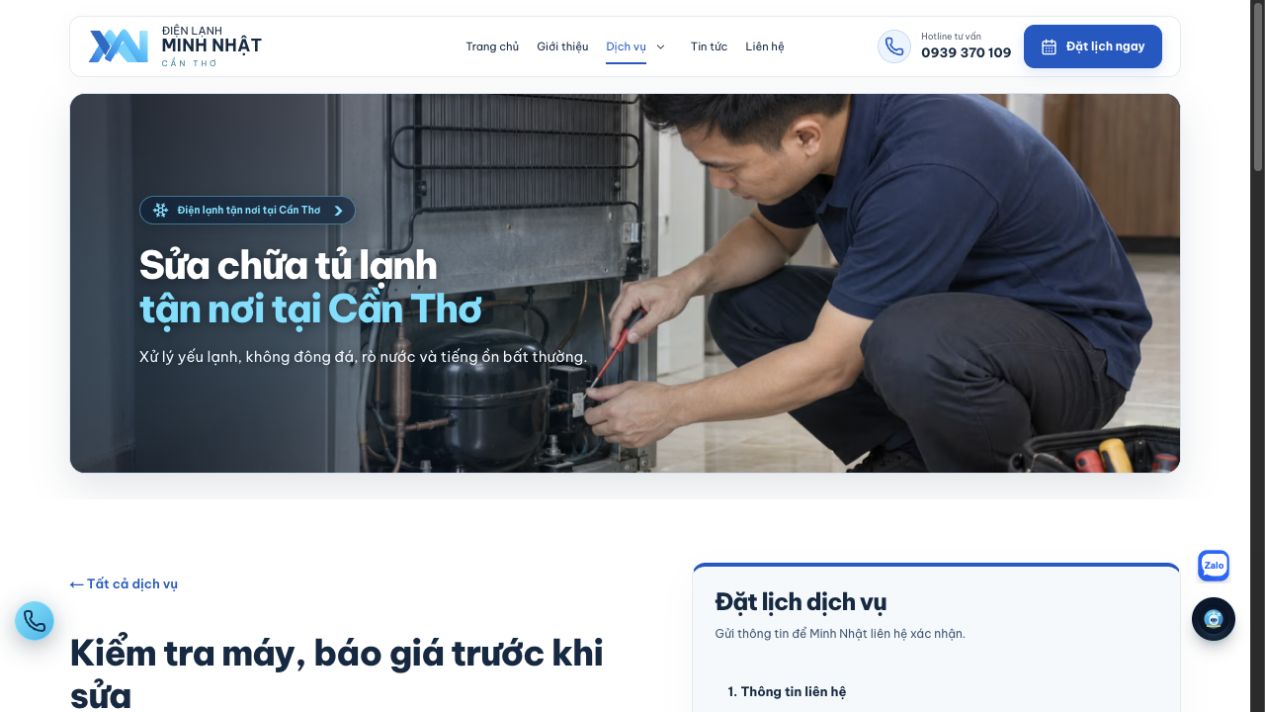 ĐIỆN LẠNH
MINH NHẬT
CẦN THƠ
Trang chủ
Giới thiệu
Dịch vụ
Tin tức
Liên hệ
Hotline tư vấn
0939 370 109
Đặt lịch ngay
Điện lạnh tận nơi tại Cần Thơ
Sửa chữa tủ lạnh
tận nơi tại Cần Thơ
Xử lý yếu lạnh, không đông đá, rò nước và tiếng ồn bất thường.
← Tất cả dịch vụ
Kiểm tra máy, báo giá trước khi
sửa
Đặt lịch dịch vụ
Gửi thông tin để Minh Nhật liên hệ xác nhận.
1. Thông tin liên hệ
Zalo